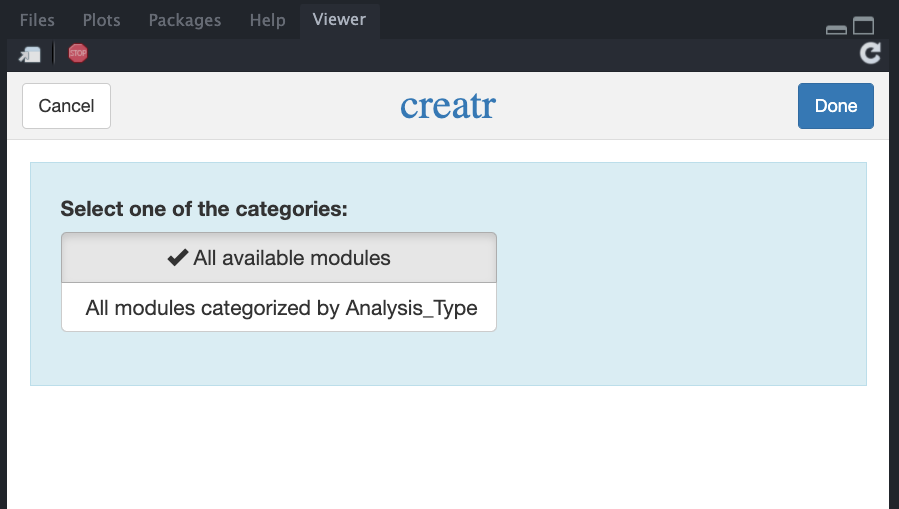 Files Plots Packages Help Viewer
STOP
Cancel creatr Done
Select one of the categories:
All available modules
All modules categorized by Analysis_Type